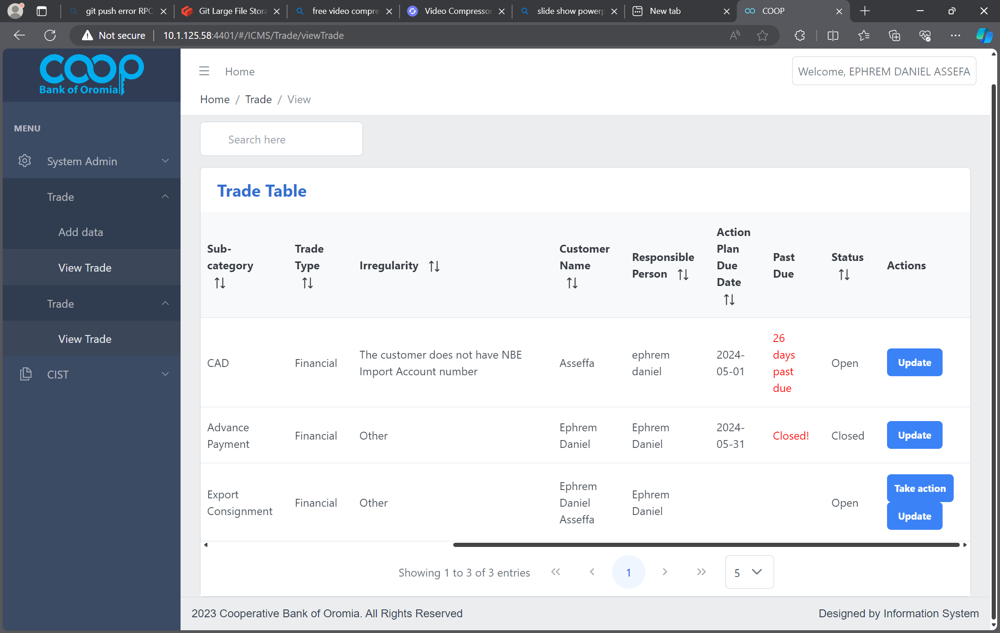 git push error RPC
Git Large File Stora
free video compre
Video Compressor
slide show powerp
New tab
COOP
Not secure
10.1.125.58:4401/#/ICMS/Trade/viewTrade
coop
Bank of Oromia
Home
Welcome, EPHREM DANIEL ASSEFA
Home / Trade / View
MENU
System Admin
Trade
Add data
View Trade
Trade
View Trade
CIST
Search here
Trade Table
Sub-
category
Trade
Type
Irregularity
Customer
Name
Responsible
Person
Action
Plan
Due
Date
Past
Due
Status
Actions
CAD
Financial
The customer does not have NBE
Import Account number
Asseffa
ephrem
daniel
2024-
05-01
26
days
past
due
Open
Update
Advance
Payment
Financial
Other
Ephrem
Daniel
Ephrem
Daniel
2024-
05-31
Closed!
Closed
Update
Export
Consignment
Financial
Other
Ephrem
Daniel
Asseffa
Ephrem
Daniel
Open
Take action
Update
Showing 1 to 3 of 3 entries
1
5
2023 Cooperative Bank of Oromia. All Rights Reserved
Designed by Information System